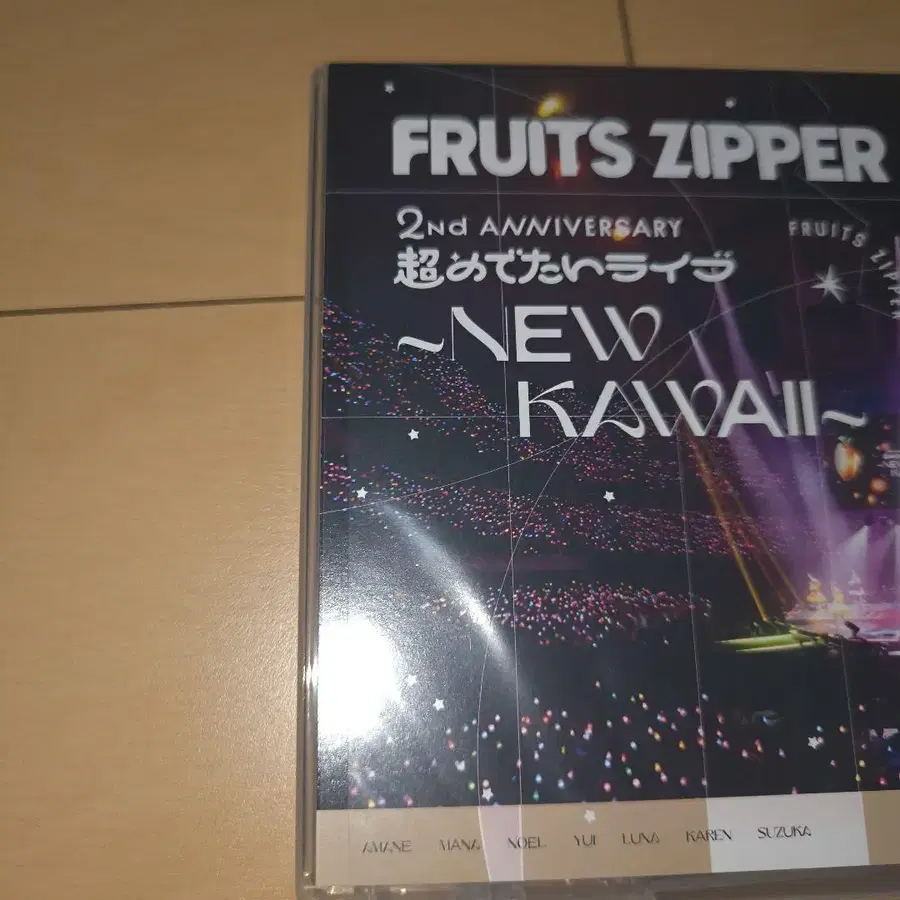 FRUITS ZIPPER
2Nd ANNIVERSARY
超めでたいライブ
~NEW
KAWAII~
FRUITS ZIPPER
AMANE MANA NOEL YUI LUNA KAREN SUZUKA